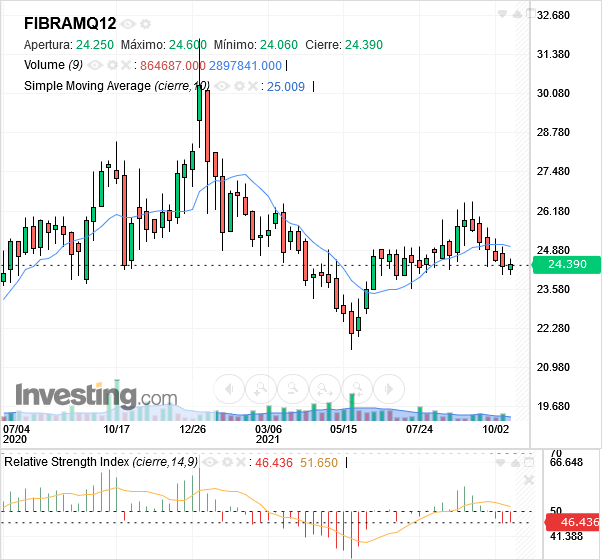 FIBRAMQ12
Apertura: 24.250 Máximo: 24.600 Mínimo: 24.060 Cierre: 24.390
Volume (9) 864687.000 2897841.000
Simple Moving Average (cierre,10) : 25.009
32.680
31.380
30.080
28.780
27.480
26.180
24.880
24.390
23.580
22.280
20.980
19.680
Investing.com
07/04 10/17 12/26 03/06 05/15 07/24 10/02
2020 2021
Relative Strength Index (cierre,14,9) : 46.436 51.650
70
66.648
50
46.436
41.388